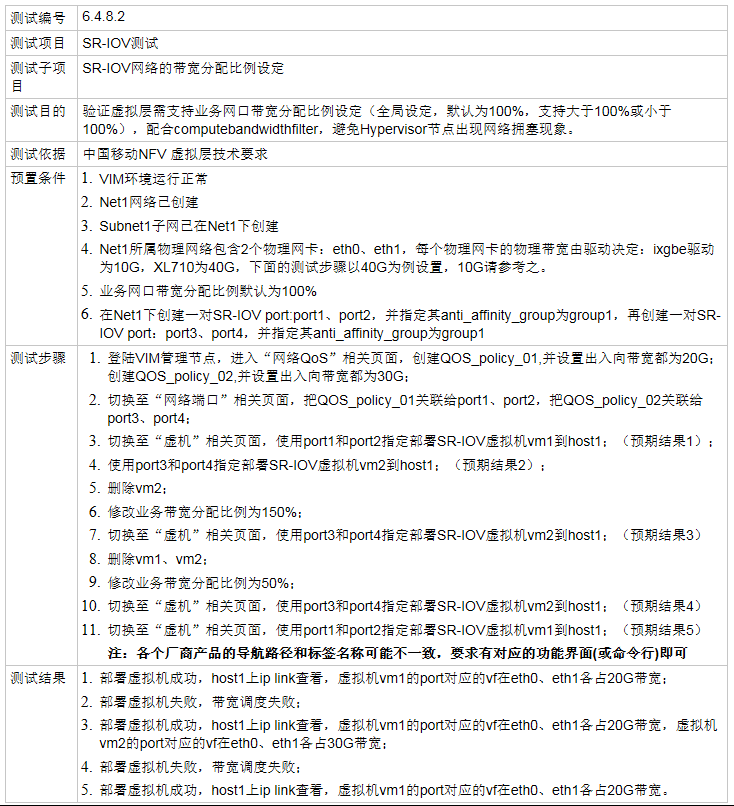 测试编号 6.4.8.2
测试项目 SR-IOV测试
测试子项 SR-IOV网络的带宽分配比例设定
目
测试目的 验证虚拟层需支持业务网口带宽分配比例设定（全局设定，默认为100%，支持大于100%或小于
100%），配合computebandwidthfilter，避免Hypervisor节点出现网络拥塞现象。
测试依据 中国移动NFV 虚拟层技术要求
预置条件 1. VIM环境运行正常
2. Net1网络已创建
3. Subnet1子网已在Net1下创建
4. Net1所属物理网络包含2个物理网卡：eth0、eth1，每个物理网卡的物理带宽由驱动决定：ixgbe驱动
为10G，XL710为40G，下面的测试步骤以40G为例设置，10G请参考之。
5. 业务网口带宽分配比例默认为100%
6. 在Net1下创建一对SR-IOV port:port1、port2，并指定其anti_affinity_group为group1，再创建一对SR-
IOV port：port3、port4，并指定其anti_affinity_group为group1
测试步骤 1. 登陆VIM管理节点，进入“网络QoS”相关页面，创建QOS_policy_01,并设置出入向带宽都为20G；
创建QOS_policy_02,并设置出入向带宽都为30G；
2. 切换至“网络端口”相关页面，把QOS_policy_01关联给port1、port2，把QOS_policy_02关联给
port3、port4；
3. 切换至“虚机”相关页面，使用port1和port2指定部署SR-IOV虚拟机vm1到host1；（预期结果1）；
4. 使用port3和port4指定部署SR-IOV虚拟机vm2到host1；（预期结果2）；
5. 删除vm2；
6. 修改业务带宽分配比例为150%；
7. 切换至“虚机”相关页面，使用port3和port4指定部署SR-IOV虚拟机vm2到host1；（预期结果3）
8. 删除vm1、vm2；
9. 修改业务带宽分配比例为50%；
10. 切换至“虚机”相关页面，使用port3和port4指定部署SR-IOV虚拟机vm2到host1；（预期结果4）
11. 切换至“虚机”相关页面，使用port1和port2指定部署SR-IOV虚拟机vm1到host1；（预期结果5）
注：各个厂商产品的导航路径和标签名称可能不一致，要求有对应的功能界面(或命令行)即可
测试结果 1. 部署虚拟机成功，host1上ip link查看，虚拟机vm1的port对应的vf在eth0、eth1各占20G带宽；
2. 部署虚拟机失败，带宽调度失败；
3. 部署虚拟机成功，host1上ip link查看，虚拟机vm1的port对应的vf在eth0、eth1各占20G带宽，虚拟机
vm2的port对应的vf在eth0、eth1各占30G带宽；
4. 部署虚拟机失败，带宽调度失败；
5. 部署虚拟机成功，host1上ip link查看，虚拟机vm1的port对应的vf在eth0、eth1各占20G带宽。